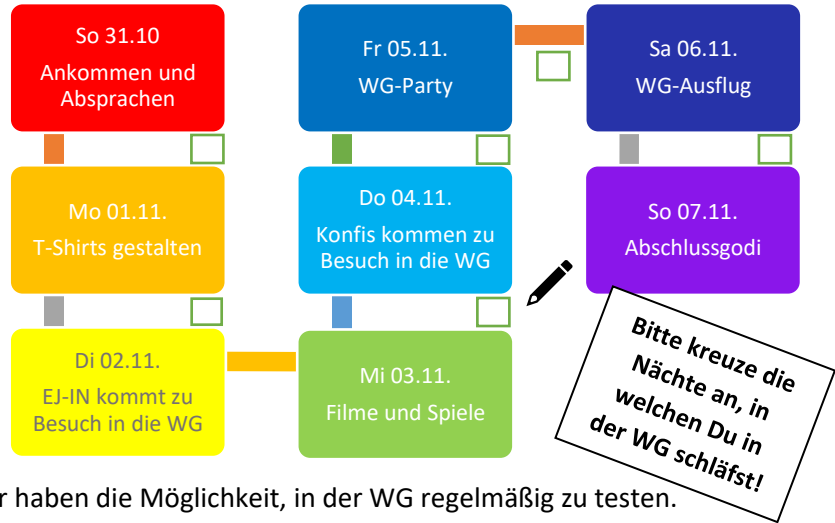 So 31.10
Ankommen und
Absprachen
Mo 01.11.
T-Shirts gestalten
Di 02.11.
EJ-IN kommt zu
Besuch in die WG
Mi 03.11.
Filme und Spiele
Do 04.11.
Konfis kommen zu
Besuch in die WG
Fr 05.11.
WG-Party
Sa 06.11.
WG-Ausflug
So 07.11.
Abschlussgodi
Bitte kreuze die
Nächte an, in
welchen Du in
der WG schläfst!
r haben die Möglichkeit, in der WG regelmäßig zu testen.